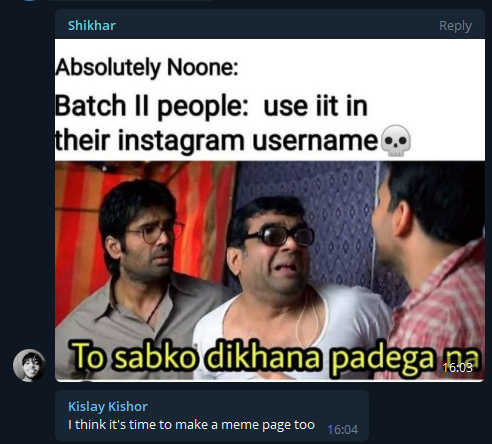 Shikhar
Reply
Absolutely Noone:
Batch II people: use iit in
their instagram username💀
To sabko dikhana padega na
16:03
Kislay Kishor
I think it's time to make a meme page too
16:04